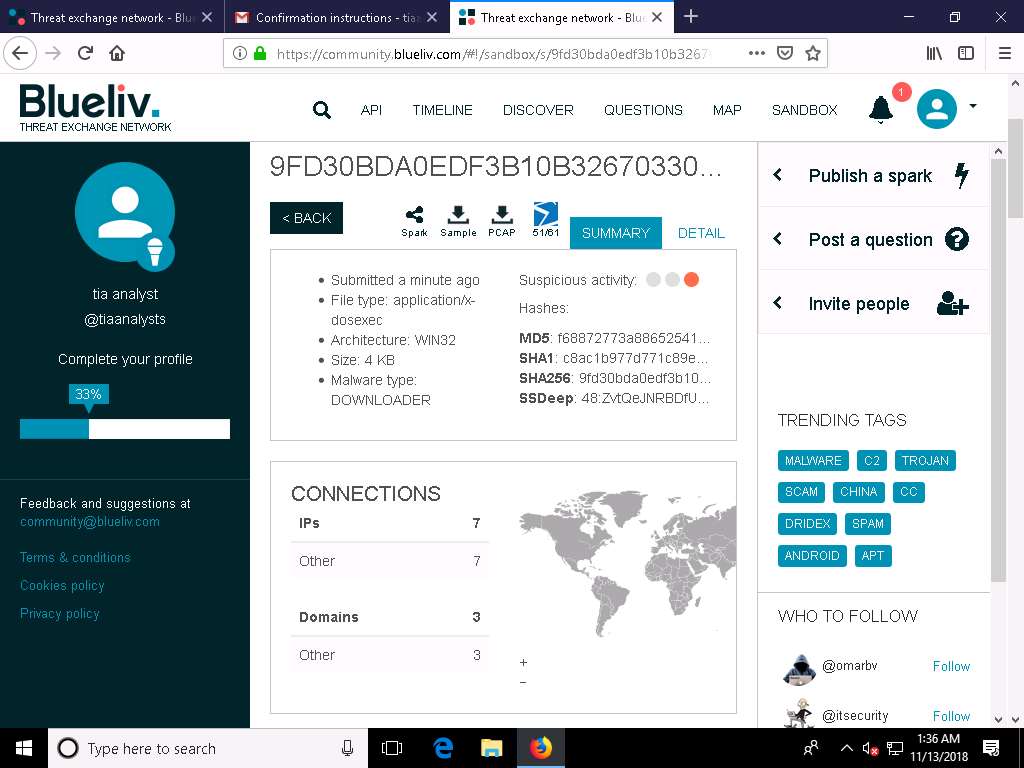 Threat exchange network - Blue
Confirmation instructions - tiaa
Threat exchange network - Blue
https://community.blueliv.com/#!/sandbox/s/9fd30bda0edf3b10b3267
Blueliv.
THREAT EXCHANGE NETWORK
API
TIMELINE
DISCOVER
QUESTIONS
MAP
SANDBOX
1
tia analyst
@tiaanalysts
Complete your profile
33%
Feedback and suggestions at
community@blueliv.com
Terms & conditions
Cookies policy
Privacy policy
9FD30BDA0EDF3B10B32670330...
< BACK
Spark
Sample
PCAP
51/61
SUMMARY
DETAIL
• Submitted a minute ago
• File type: application/x-
dosexec
• Architecture: WIN32
• Size: 4 KB
• Malware type:
DOWNLOADER
Suspicious activity:
Hashes:
MD5: f68872773a88652541...
SHA1: c8ac1b977d771c89e...
SHA256: 9fd30bda0edf3b10...
SSDeep: 48:ZvtQeJNRBDfU...
CONNECTIONS
IPs 7
Other 7
Domains 3
Other 3
+
−
Publish a spark
Post a question
Invite people
TRENDING TAGS
MALWARE C2 TROJAN
SCAM CHINA CC
DRIDEX SPAM
ANDROID APT
WHO TO FOLLOW
@omarbv Follow
@itsecurity Follow
Type here to search
1:36 AM
11/13/2018